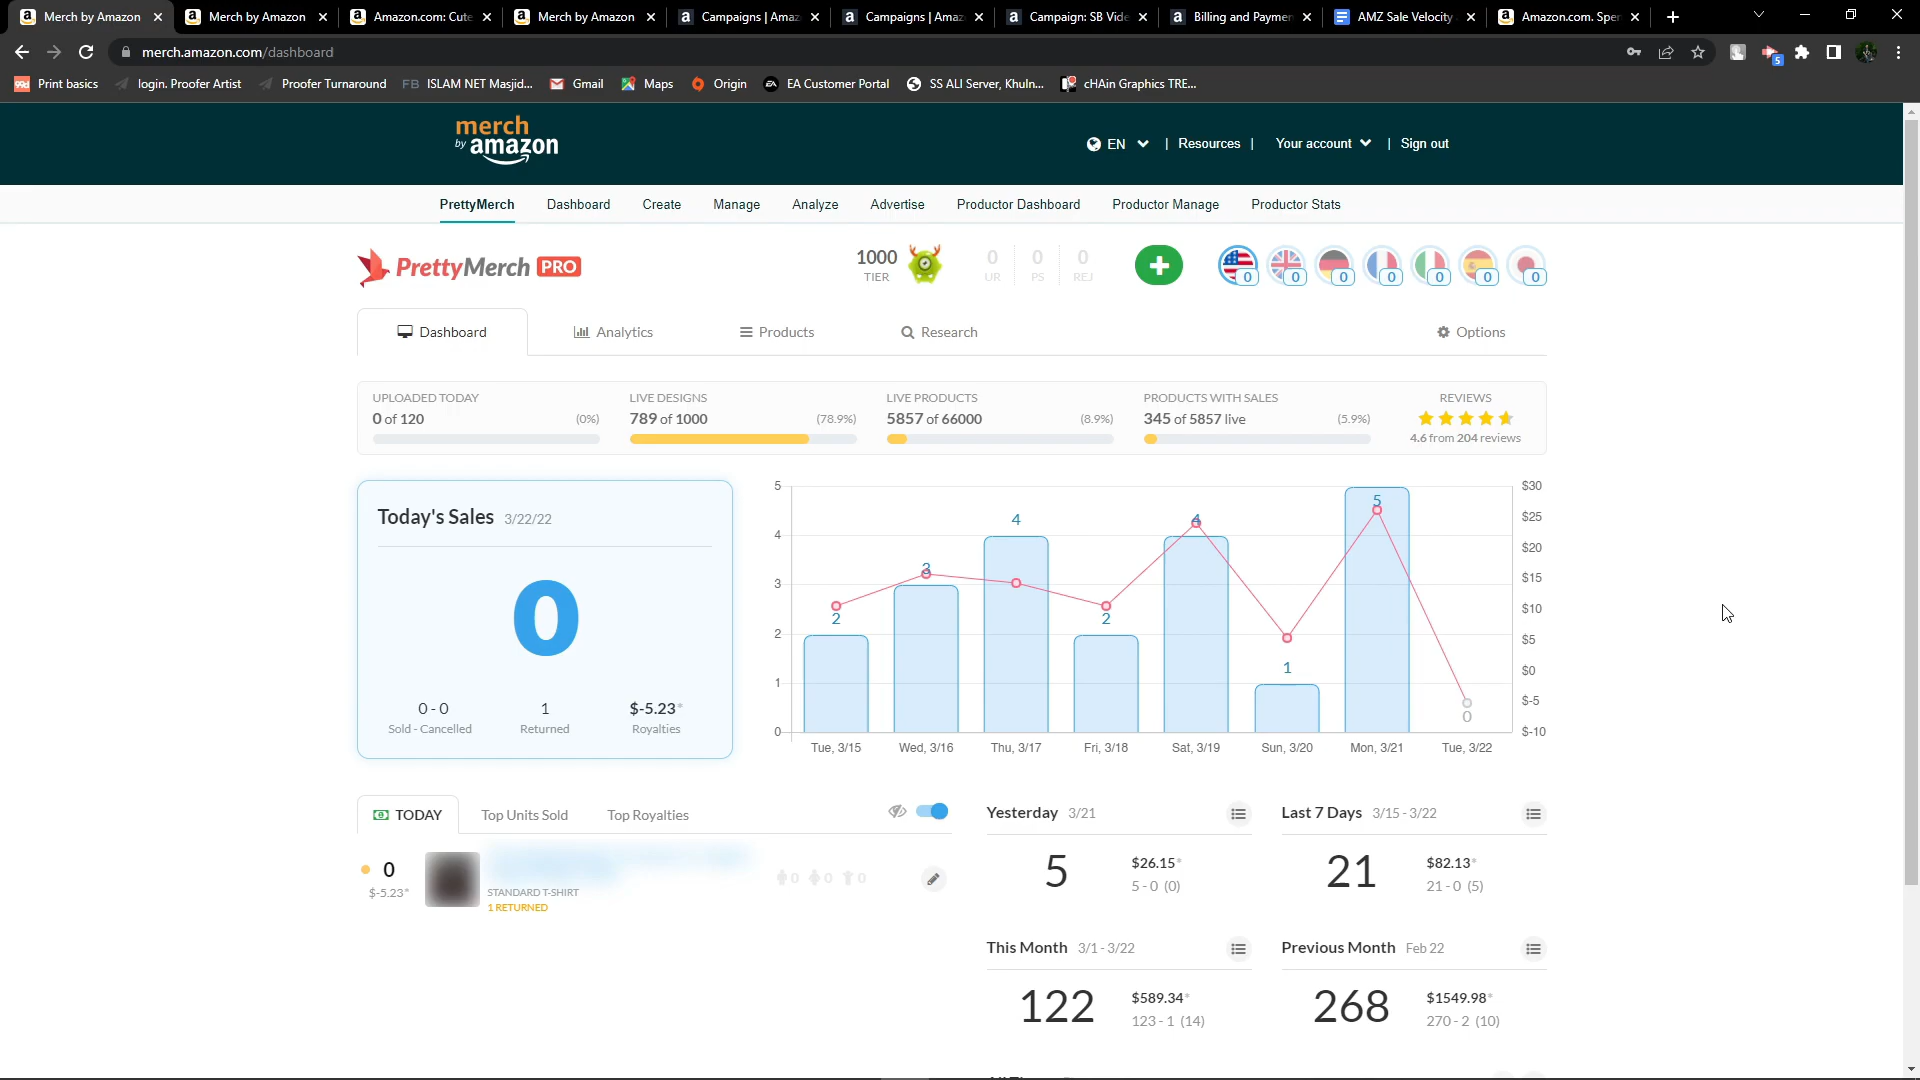 Merch by Amazon
Merch by Amazon
Amazon.com: Cute
Merch by Amazon
Campaigns | Amaz
Campaigns | Amaz
Campaign: SB Vide
Billing and Paymen
AMZ Sale Velocity
Amazon.com. Spen
merch.amazon.com/dashboard
5
99d Print basics
login. Proofer Artist
Proofer Turnaround
FB ISLAM NET Masjid...
Gmail
Maps
Origin
EA EA Customer Portal
SS ALI Server, Khuln...
cHAin Graphics TRE...
merch
by amazon
EN | Resources | Your account | Sign out
PrettyMerch Dashboard Create Manage Analyze Advertise Productor Dashboard Productor Manage Productor Stats
PrettyMerch PRO
1000
TIER
0 0 0
UR PS REJ
0 0 0 0 0 0 0
Dashboard Analytics Products Research Options
UPLOADED TODAY
0 of 120 (0%)
LIVE DESIGNS
789 of 1000 (78.9%)
LIVE PRODUCTS
5857 of 66000 (8.9%)
PRODUCTS WITH SALES
345 of 5857 live (5.9%)
REVIEWS
4.6 from 204 reviews
Today's Sales 3/22/22
0
0 - 0 1 $-5.23*
Sold - Cancelled Returned Royalties
5
4
3
2
1
0
2 3 4 2 4 1 5 0
$30
$25
$20
$15
$10
$5
$0
$-5
$-10
Tue, 3/15 Wed, 3/16 Thu, 3/17 Fri, 3/18 Sat, 3/19 Sun, 3/20 Mon, 3/21 Tue, 3/22
TODAY Top Units Sold Top Royalties
0
$-5.23*
STANDARD T-SHIRT
1 RETURNED
0 0 0
Yesterday 3/21
5 $26.15*
5 - 0 (0)
Last 7 Days 3/15 - 3/22
21 $82.13*
21 - 0 (5)
This Month 3/1 - 3/22
122 $589.34*
123 - 1 (14)
Previous Month Feb 22
268 $1549.98*
270 - 2 (10)